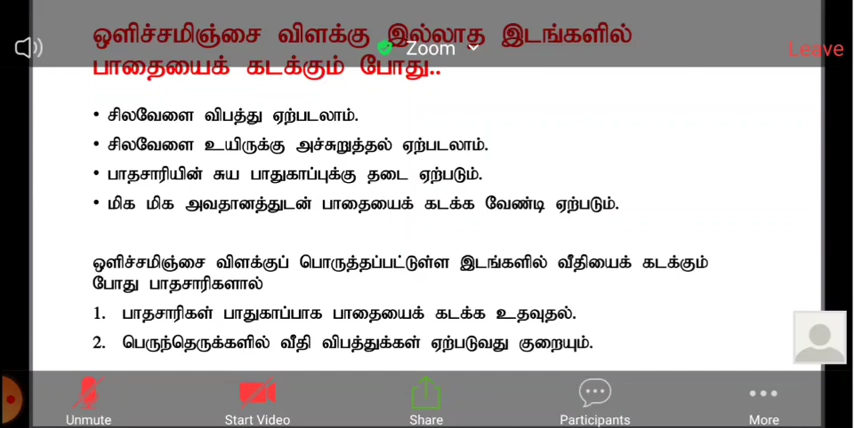 ஒளிச்சமிஞ்சை விளக்கு இல்லாத இடங்களில்
Zoom
Leave
பாதையைக் கடக்கும் போது..
• சிலவேளை விபத்து ஏற்படலாம்.
• சிலவேளை உயிருக்கு அச்சுறுத்தல் ஏற்படலாம்.
• பாதசாரியின் சுய பாதுகாப்புக்கு தடை ஏற்படும்.
• மிக மிக அவதானத்துடன் பாதையைக் கடக்க வேண்டி ஏற்படும்.
ஒளிச்சமிஞ்சை விளக்குப் பொருத்தப்பட்டுள்ள இடங்களில் வீதியைக் கடக்கும்
போது பாதசாரிகளால்
1. பாதசாரிகள் பாதுகாப்பாக பாதையைக் கடக்க உதவுதல்.
2. பெருந்தெருக்களில் வீதி விபத்துக்கள் ஏற்படுவது குறையும்.
Unmute
Start Video
Share
Participants
More